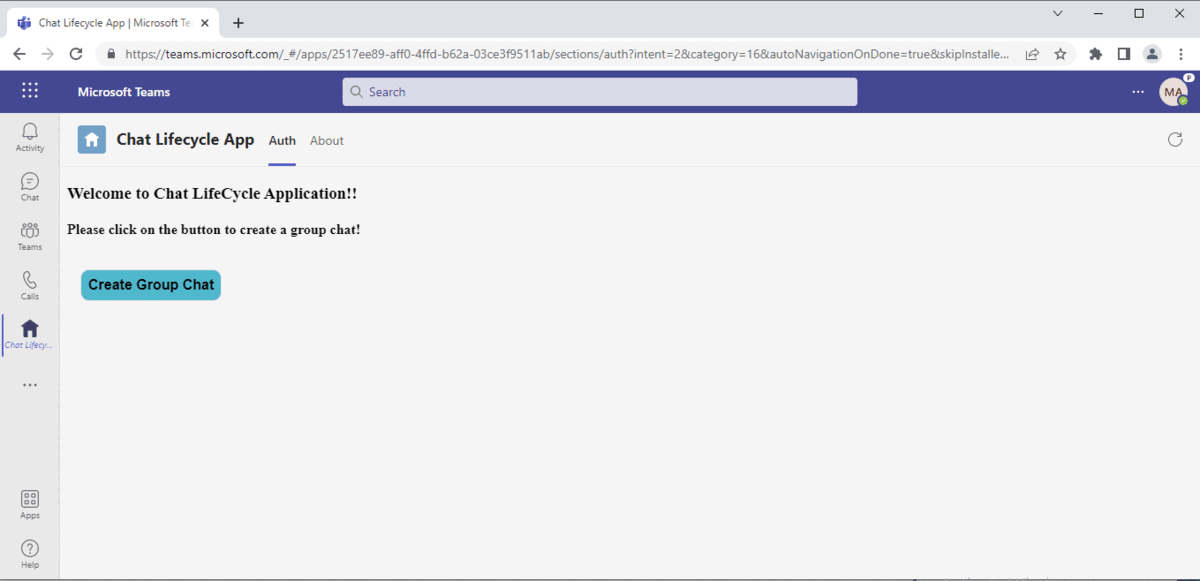 Chat Lifecycle App | Microsoft Te
https://teams.microsoft.com/_#/apps/2517ee89-aff0-4ffd-b62a-03ce3f9511ab/sections/auth?intent=2&category=16&autoNavigationOnDone=true&skipInstalle...
Microsoft Teams
Search
MA
P
Activity
Chat
Teams
Calls
Chat Lifecy...
Apps
Help
Chat Lifecycle App
Auth
About
Welcome to Chat LifeCycle Application!!
Please click on the button to create a group chat!
Create Group Chat